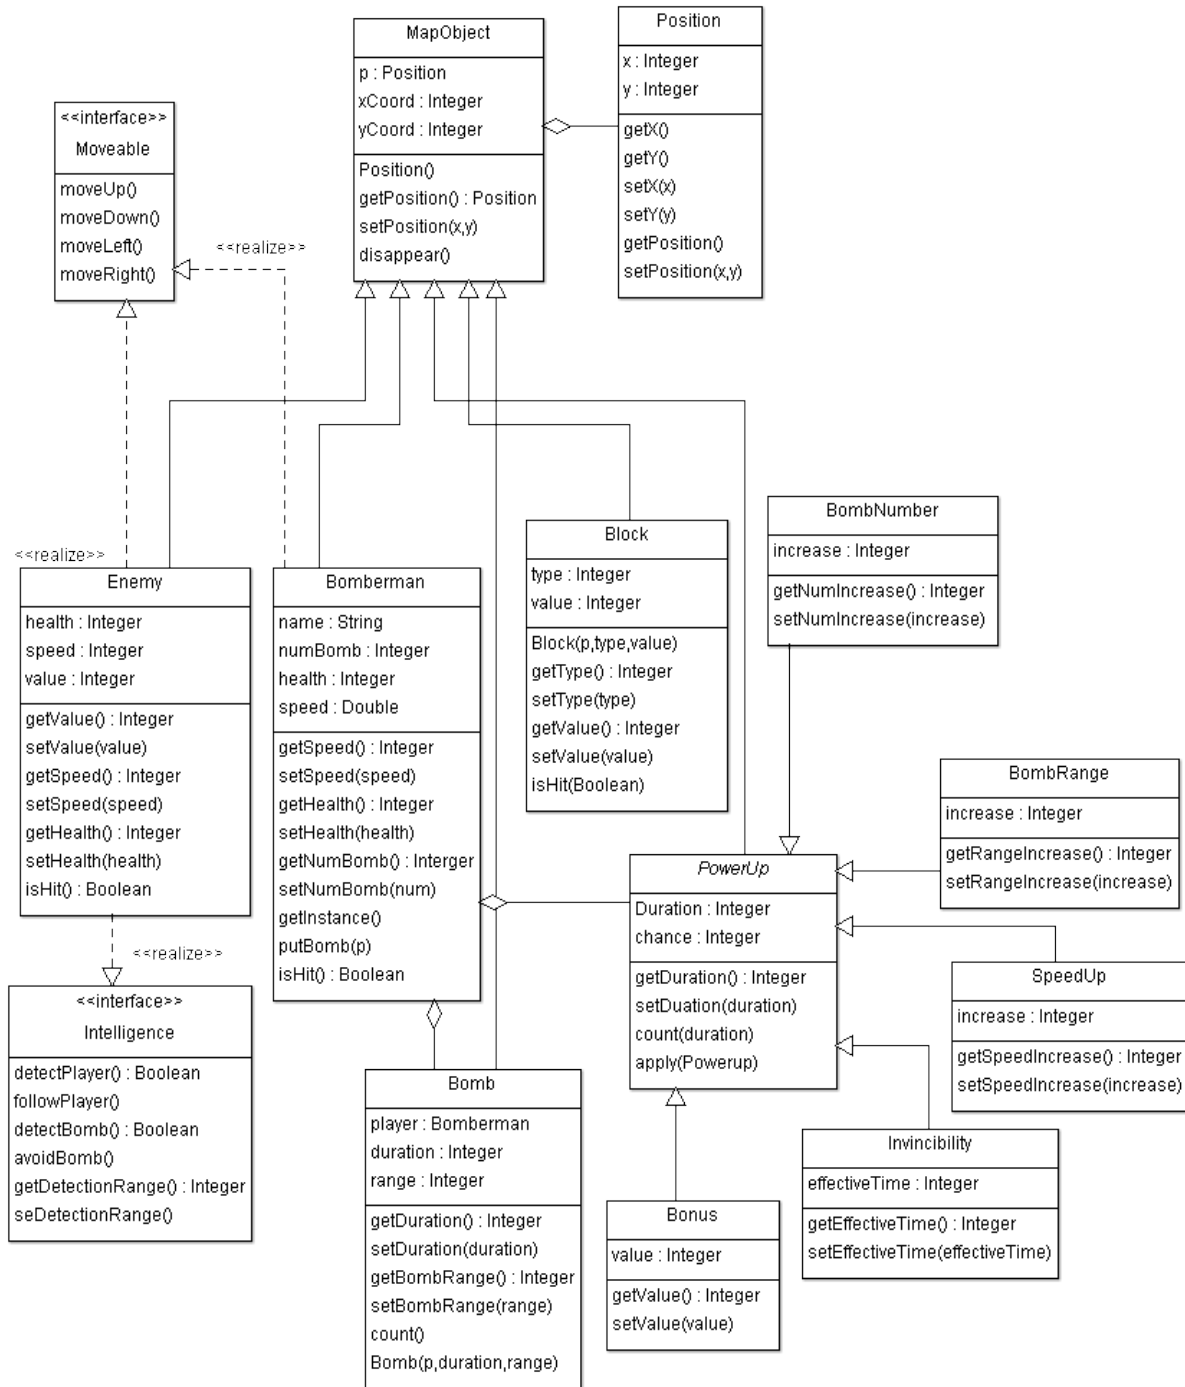 MapObject
p : Position
xCoord : Integer
yCoord : Integer
Position()
getPosition() : Position
setPosition(x,y)
disappear()
Position
x : Integer
y : Integer
getX()
getY()
setX(x)
setY(y)
getPosition()
setPosition(x,y)
<<interface>>
Moveable
moveUp()
moveDown()
moveLeft()
moveRight()
<<realize>>
<<realize>>
Enemy
health : Integer
speed : Integer
value : Integer
getValue() : Integer
setValue(value)
getSpeed() : Integer
setSpeed(speed)
getHealth() : Integer
setHealth(health)
isHit() : Boolean
Bomberman
name : String
numBomb : Integer
health : Integer
speed : Double
getSpeed() : Integer
setSpeed(speed)
getHealth() : Integer
setHealth(health)
getNumBomb() : Interger
setNumBomb(num)
getInstance()
putBomb(p)
isHit() : Boolean
Block
type : Integer
value : Integer
Block(p,type,value)
getType() : Integer
setType(type)
getValue() : Integer
setValue(value)
isHit(Boolean)
BombNumber
increase : Integer
getNumIncrease() : Integer
setNumIncrease(increase)
BombRange
increase : Integer
getRangeIncrease() : Integer
setRangeIncrease(increase)
PowerUp
Duration : Integer
chance : Integer
getDuration() : Integer
setDuation(duration)
count(duration)
apply(Powerup)
SpeedUp
increase : Integer
getSpeedIncrease() : Integer
setSpeedIncrease(increase)
<<realize>>
<<interface>>
Intelligence
detectPlayer() : Boolean
followPlayer()
detectBomb() : Boolean
avoidBomb()
getDetectionRange() : Integer
seDetectionRange()
Bomb
player : Bomberman
duration : Integer
range : Integer
getDuration() : Integer
setDuration(duration)
getBombRange() : Integer
setBombRange(range)
count()
Bomb(p,duration,range)
Invincibility
effectiveTime : Integer
getEffectiveTime() : Integer
setEffectiveTime(effectiveTime)
Bonus
value : Integer
getValue() : Integer
setValue(value)